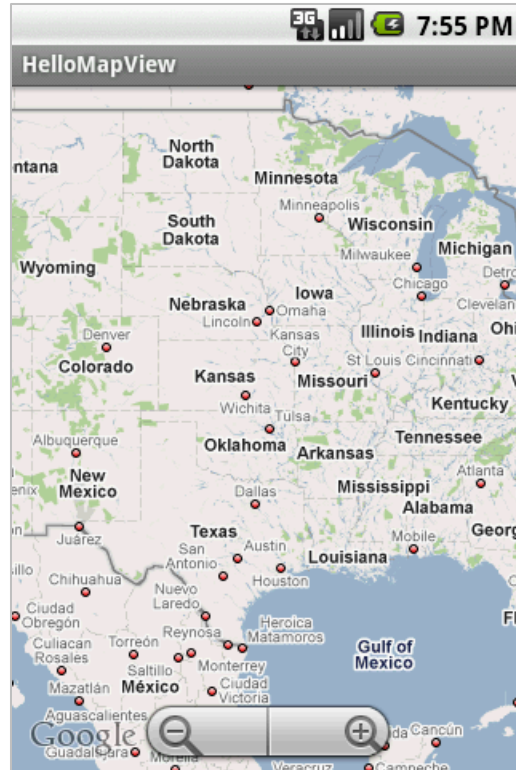 3G 7:55 PM
HelloMapView
North
Dakota
ntana
Minnesota
Minneapolis
South
Dakota
Wisconsin
Milwaukee
Michigan
Wyoming
Chicago
Detro
Clevelan
Nebraska
Iowa
Omaha
Lincoln
Illinois Indiana Ohi
Kansas
City
Denver
Colorado
St Louis Cincinnati
Kansas
Missouri
Wichita
Kentucky
Tulsa
Oklahoma
Tennessee
Arkansas
Albuquerque
Atlanta
New
Mexico
enix
Dallas
Mississippi
Alabama
Juárez
Texas
Austin
Mobile
Georg
San
Antonio
Louisiana
Houston
illo
Chihuahua
Nuevo
Laredo
Ciudad
Obregón
Heroica
Matamoros
Reynosa
Fl
Culiacan
Rosales
Torreón
Saltillo
Monterrey
Gulf of
Mexico
Mazatlán
México
Ciudad
Victoria
Aguascalientes
Google
Guadalajara
Morelia
Veracruz
ida Cancún
Campeche